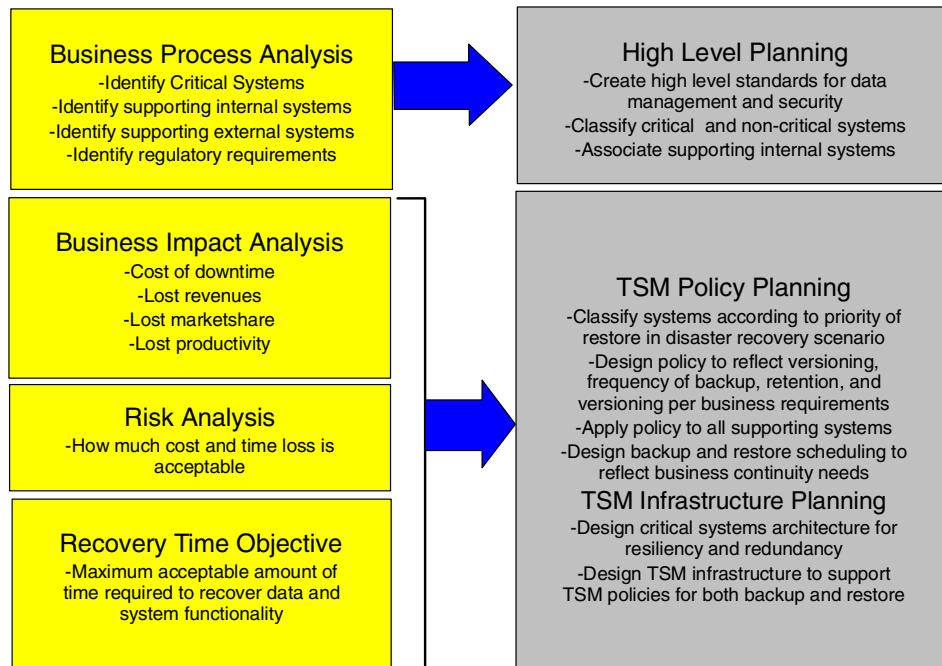 Business Process Analysis
-Identify Critical Systems
-Identify supporting internal systems
-Identify supporting external systems
-Identify regulatory requirements
High Level Planning
-Create high level standards for data
management and security
-Classify critical and non-critical systems
-Associate supporting internal systems
Business Impact Analysis
-Cost of downtime
-Lost revenues
-Lost marketshare
-Lost productivity
Risk Analysis
-How much cost and time loss is
acceptable
Recovery Time Objective
-Maximum acceptable amount of
time required to recover data and
system functionality
TSM Policy Planning
-Classify systems according to priority of
restore in disaster recovery scenario
-Design policy to reflect versioning,
frequency of backup, retention, and
versioning per business requirements
-Apply policy to all supporting systems
-Design backup and restore scheduling to
reflect business continuity needs
TSM Infrastructure Planning
-Design critical systems architecture for
resiliency and redundancy
-Design TSM infrastructure to support
TSM policies for both backup and restore